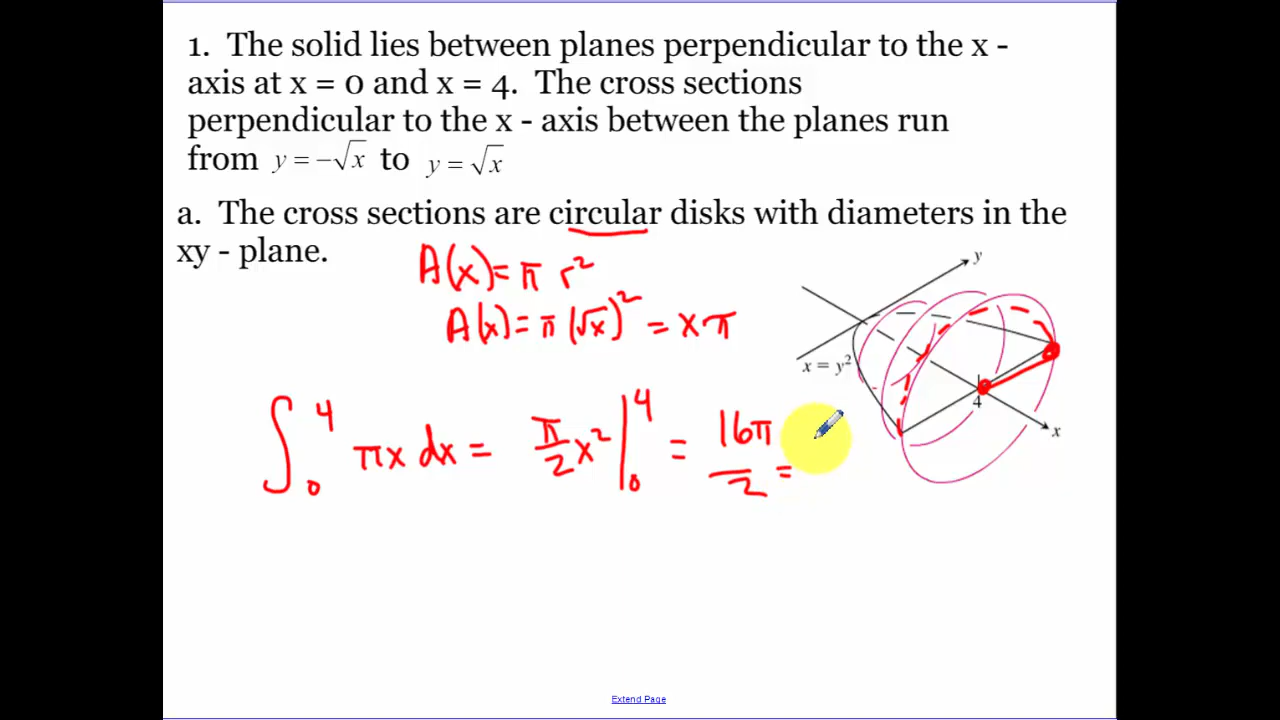 1. The solid lies between planes perpendicular to the x -
axis at x = 0 and x = 4. The cross sections
perpendicular to the x - axis between the planes run
from y = −√x to y = √x
a. The cross sections are circular disks with diameters in the
xy - plane.
A(x) = π r²
A(x) = π (√x)² = x π
y
x = y²
4
x
∫₀⁴ πx dx = π/2 x² |₀⁴ = 16π/2 =
Extend Page